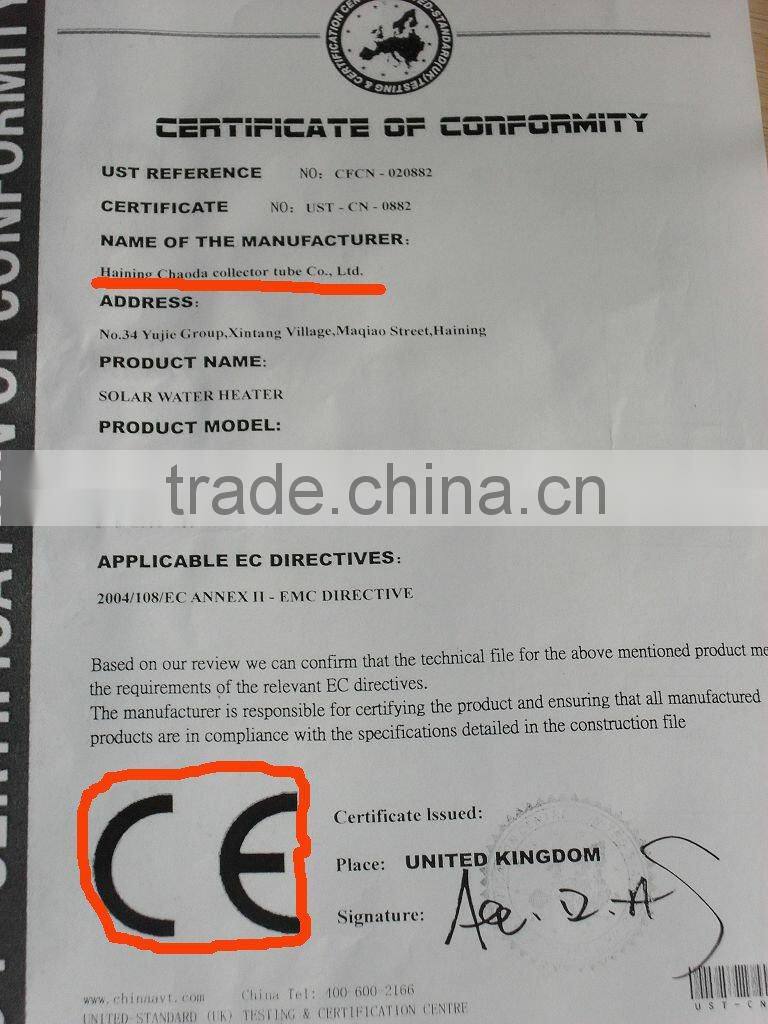 CERTIFICATE OF CONFORMITY
UST REFERENCE NO: CFCN - 020882
CERTIFICATE NO: UST - CN - 0882
NAME OF THE MANUFACTURER:
Haining Chaoda collector tube Co., Ltd.
ADDRESS:
No.34 Yujie Group,Xintang Village,Maqiao Street,Haining
PRODUCT NAME:
SOLAR WATER HEATER
PRODUCT MODEL:
trade.china.cn
APPLICABLE EC DIRECTIVES:
2004/108/EC ANNEX II - EMC DIRECTIVE
Based on our review we can confirm that the technical file for the above mentioned product me
the requirements of the relevant EC directives.
The manufacturer is responsible for certifying the product and ensuring that all manufactured
products are in compliance with the specifications detailed in the construction file
CE
Certificate Issued:
Place: UNITED KINGDOM
Signature:
www.chinaavt.com China Tel: 400-600-2166
UNITED-STANDARD (UK) TESTING & CERTIFICATION CENTRE
UST - CN